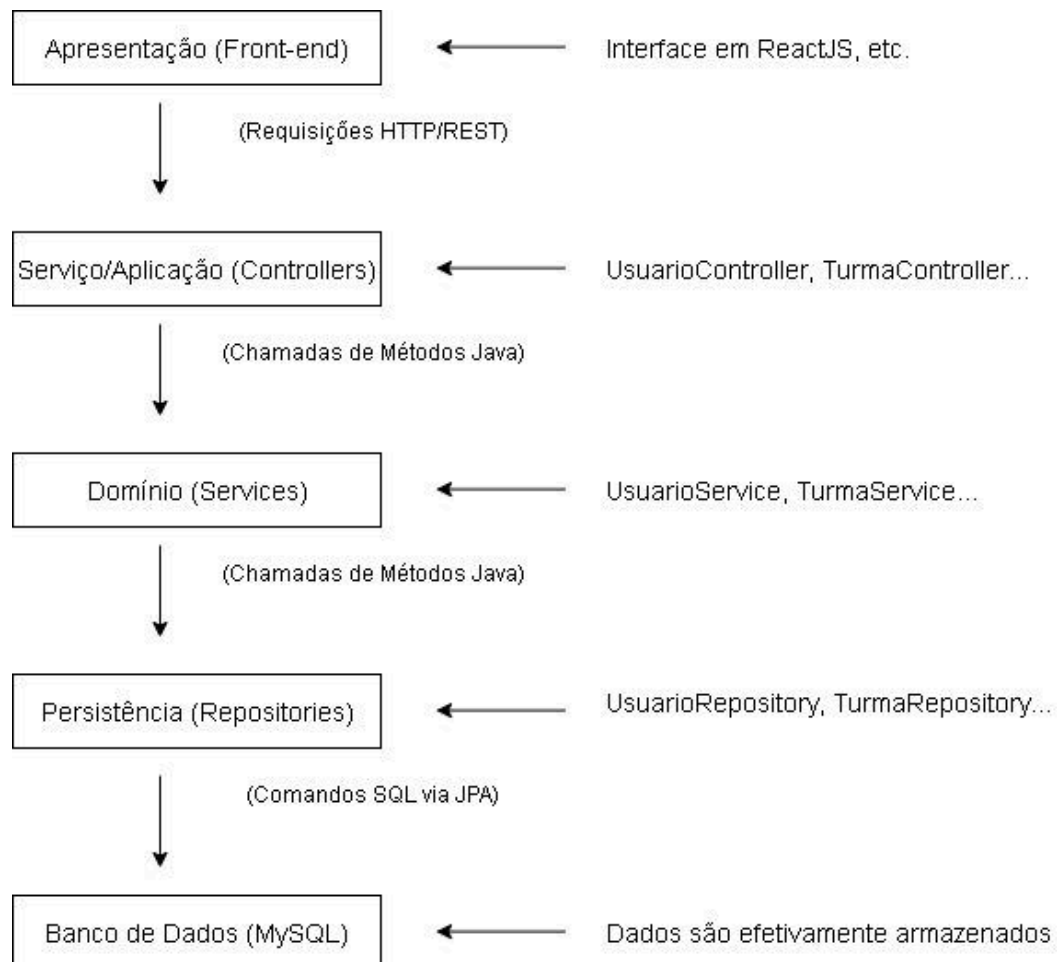 Apresentação (Front-end)
Interface em ReactJS, etc.
(Requisições HTTP/REST)
Serviço/Aplicação (Controllers)
UsuarioController, TurmaController...
(Chamadas de Métodos Java)
Domínio (Services)
UsuarioService, TurmaService...
(Chamadas de Métodos Java)
Persistência (Repositories)
UsuarioRepository, TurmaRepository...
(Comandos SQL via JPA)
Banco de Dados (MySQL)
Dados são efetivamente armazenados